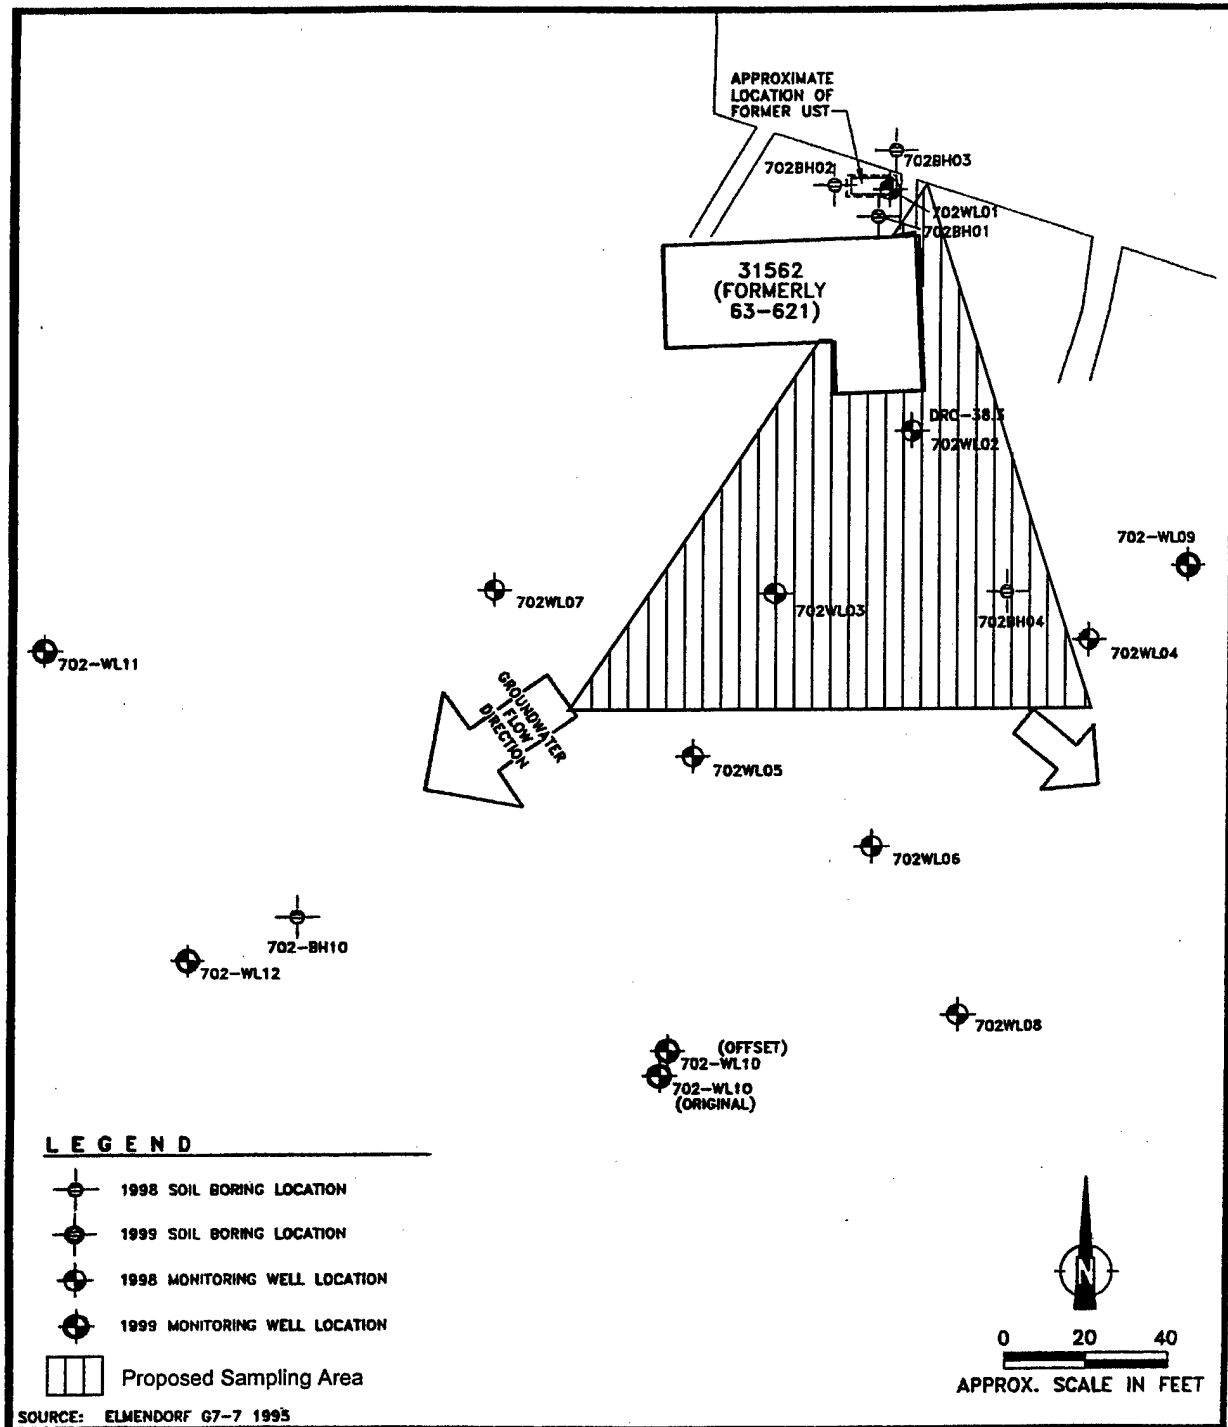 APPROXIMATE
LOCATION OF
FORMER UST
702BH02
702BH03
702WL01
702BH01
31562
(FORMERLY
63-621)
DRO-38.3
702WL02
702-WL09
702WL07
702WL03
702BH04
702WL04
702-WL11
GROUNDWATER
FLOW
DIRECTION
702WL05
702WL06
702-BH10
702-WL12
702WL08
(OFFSET)
702-WL10
702-WL10
(ORIGINAL)
LEGEND
1998 SOIL BORING LOCATION
1999 SOIL BORING LOCATION
1998 MONITORING WELL LOCATION
1999 MONITORING WELL LOCATION
Proposed Sampling Area
N
0 20 40
APPROX. SCALE IN FEET
SOURCE: ELMENDORF G7-7 1995